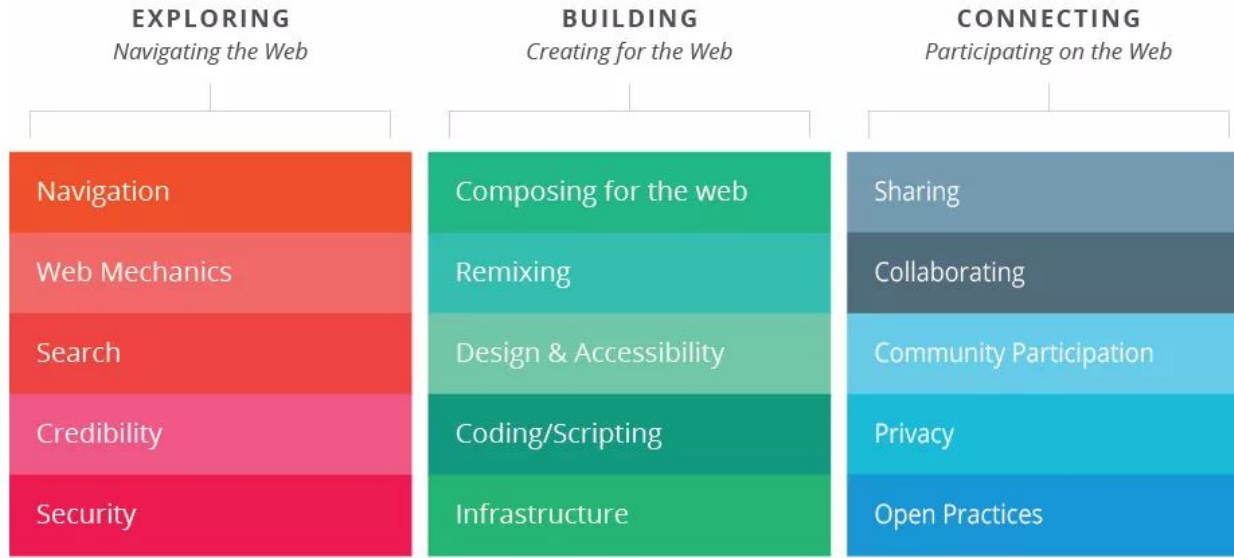 EXPLORING
Navigating the Web
Navigation
Web Mechanics
Search
Credibility
Security
BUILDING
Creating for the Web
Composing for the web
Remixing
Design & Accessibility
Coding/Scripting
Infrastructure
CONNECTING
Participating on the Web
Sharing
Collaborating
Community Participation
Privacy
Open Practices